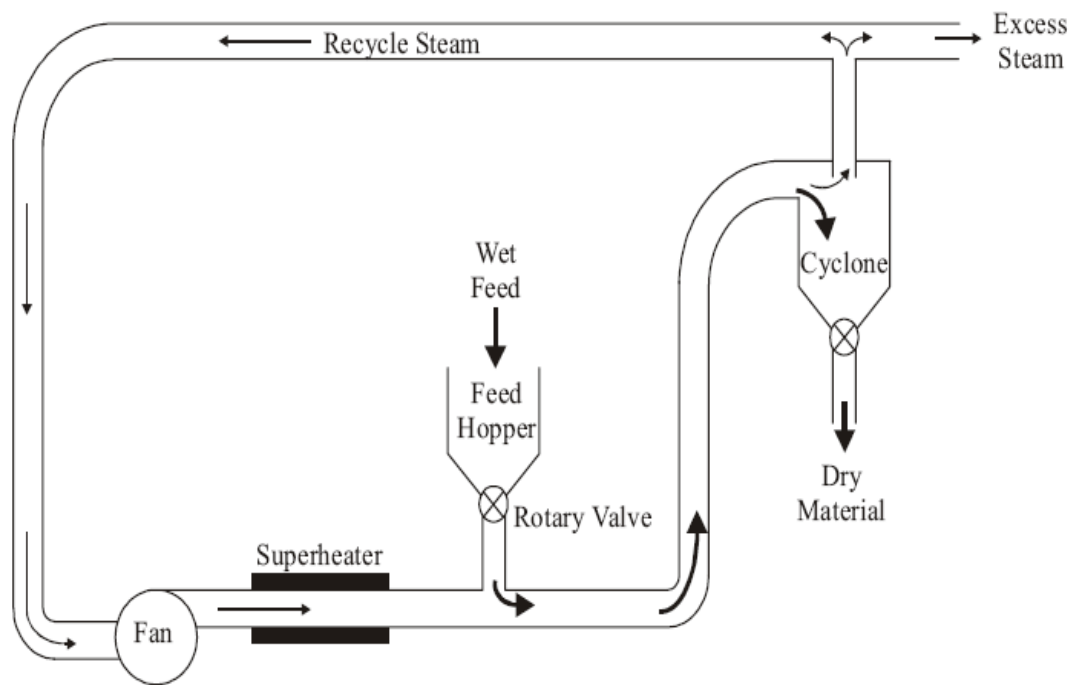 Recycle Steam
Excess
Steam
Wet
Feed
Cyclone
Feed
Hopper
Dry
Material
Rotary Valve
Superheater
Fan